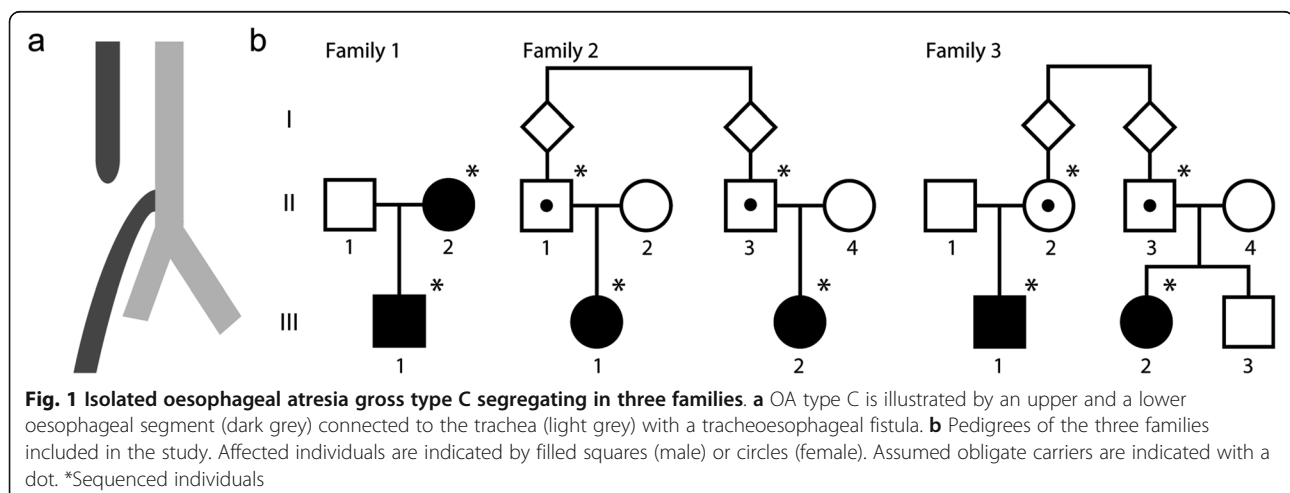 a
b
Family 1
Family 2
Family 3
I
* * * * *
II
1 2 1 2 3 4 1 2 3 4
* * * * *
III
1 1 2 1 2 3
Fig. 1 Isolated oesophageal atresia gross type C segregating in three families. a OA type C is illustrated by an upper and a lower
oesophageal segment (dark grey) connected to the trachea (light grey) with a tracheoesophageal fistula. b Pedigrees of the three families
included in the study. Affected individuals are indicated by filled squares (male) or circles (female). Assumed obligate carriers are indicated with a
dot. *Sequenced individuals